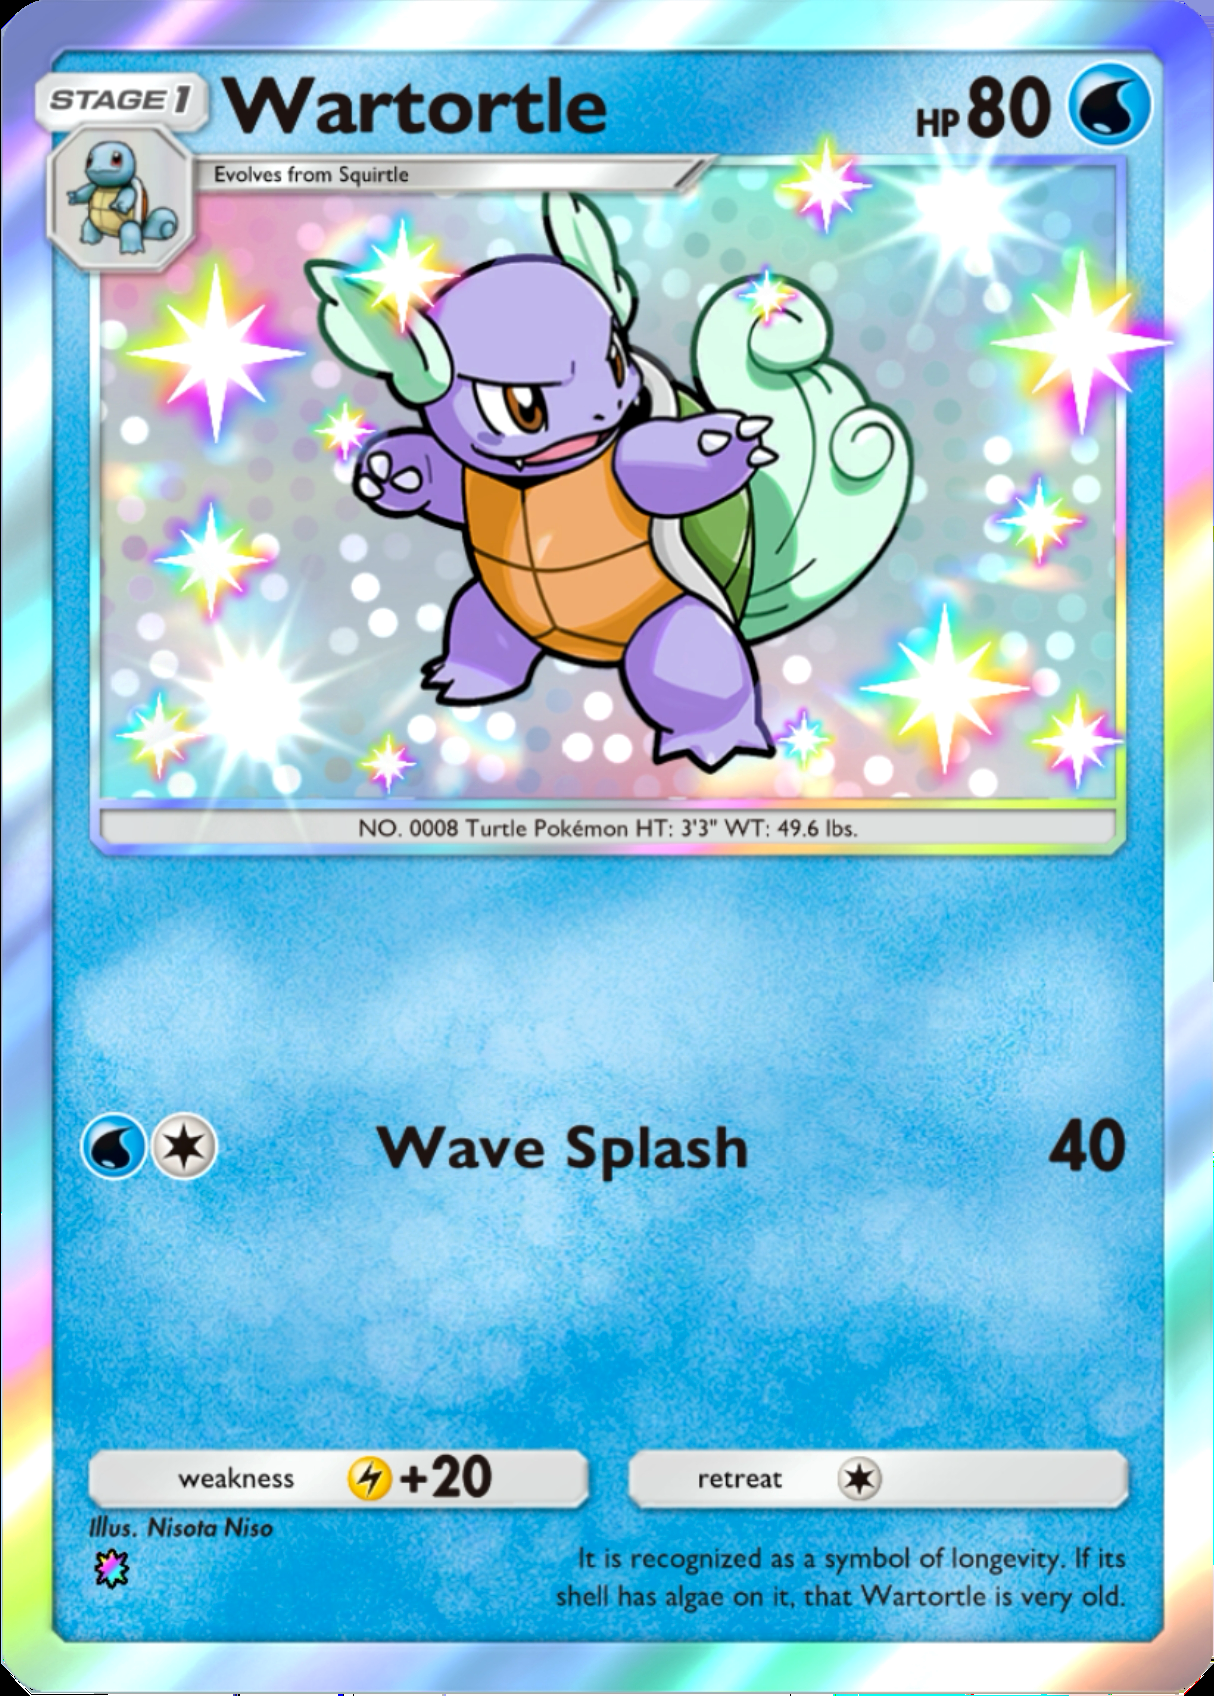 STAGE 1
Wartortle
HP 80
Evolves from Squirtle
NO. 0008 Turtle Pokémon HT: 3'3" WT: 49.6 lbs.
Wave Splash 40
weakness +20
retreat
Illus. Nisota Niso
It is recognized as a symbol of longevity. If its
shell has algae on it, that Wartortle is very old.